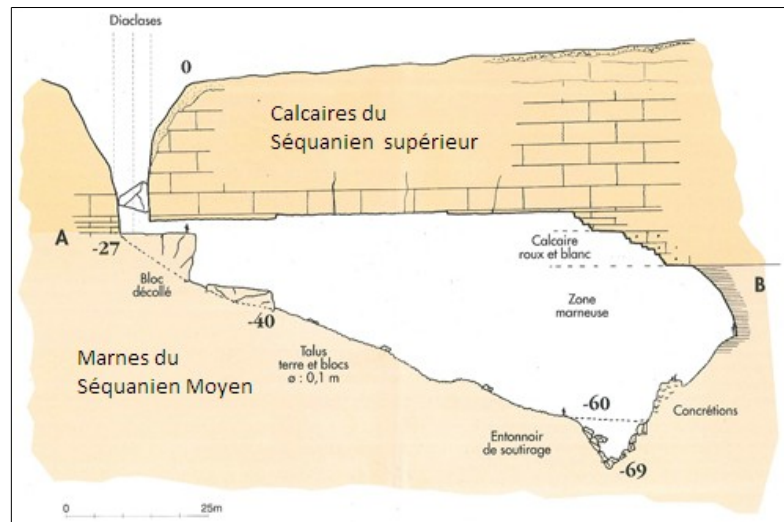 Diaclases
0
Calcaires du
Séquanien supérieur
A
-27
Bloc
décollé
Calcaire
roux et blanc
B
Zone
marneuse
-40
Marnes du
Séquanien Moyen
Talus
terre et blocs
ø : 0,1 m
-60
Concrétions
Entonnoir
de soutirage
-69
0
25m